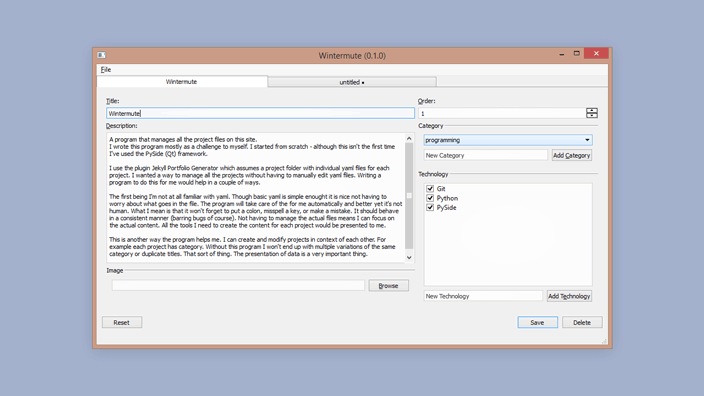 Wintermute (0.1.0)
File
Wintermute
untitled •
Title:
Wintermute
Description:
A program that manages all the project files on this site.
I wrote this program mostly as a challenge to myself. I started from scratch - although this isn't the first time
I've used the PySide (Qt) framework.
I use the plugin Jekyll Portfolio Generator which assumes a project folder with individual yaml files for each
project. I wanted a way to manage all the projects without having to manually edit yaml files. Writing a
program to do this for me would help in a couple of ways.
The first being I'm not at all familiar with yaml. Though basic yaml is simple enought it is nice not having to
worry about what goes in the file. The program will take care of the for me automatically and better yet it's not
human. What I mean is that it won't forget to put a colon, misspell a key, or make a mistake. It should behave
in a consistent manner (barring bugs of course). Not having to manage the actual files means I can focus on
the actual content. All the tools I need to create the content for each project would be presented to me.
This is another way the program helps me. I can create and modify projects in context of each other. For
example each project has category. Without this program I won't end up with multiple variations of the same
category or duplicate titles. That sort of thing. The presentation of data is a very important thing.
Image
Browse
Order:
1
Category
programming
New Category
Add Category
Technology
Git
Python
PySide
New Technology
Add Technology
Reset
Save
Delete